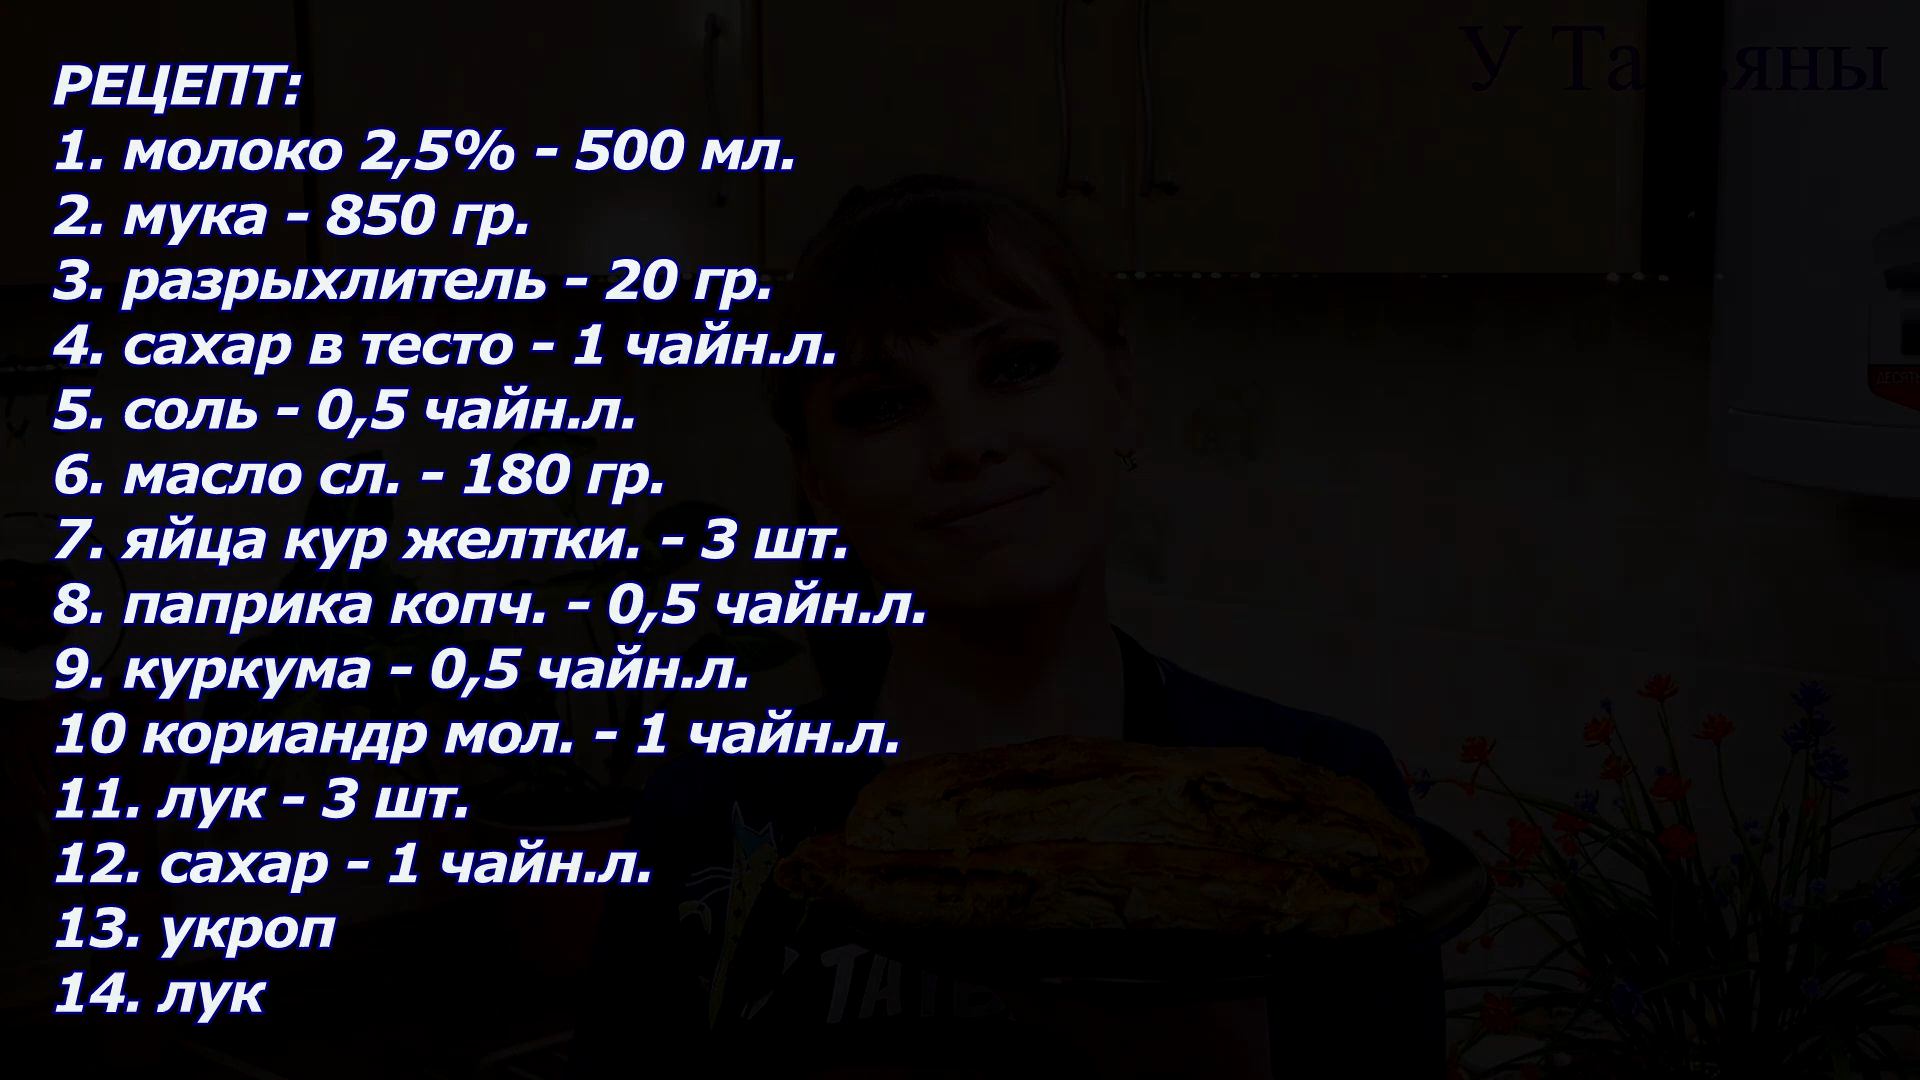 У Татьяны
РЕЦЕПТ:
1. молоко 2,5% - 500 мл.
2. мука - 850 гр.
3. разрыхлитель - 20 гр.
4. сахар в тесто - 1 чайн.л.
5. соль - 0,5 чайн.л.
6. масло сл. - 180 гр.
7. яйца кур желтки. - 3 шт.
8. паприка копч. - 0,5 чайн.л.
9. куркума - 0,5 чайн.л.
10 кориандр мол. - 1 чайн.л.
11. лук - 3 шт.
12. сахар - 1 чайн.л.
13. укроп
14. лук